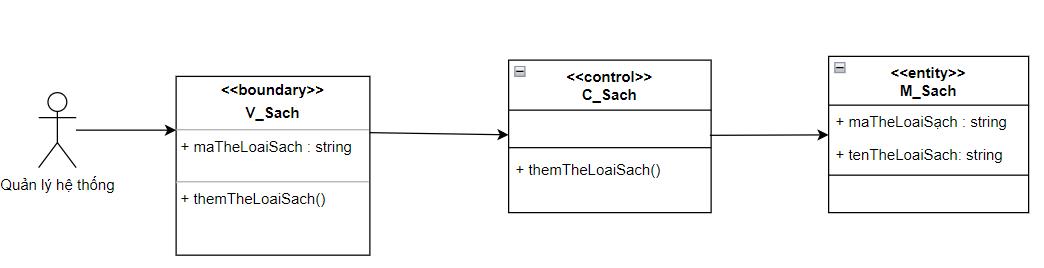 Quản lý hệ thống
<<boundary>>
V_Sach
+ maTheLoaiSach : string
+ themTheLoaiSach()
<<control>>
C_Sach
+ themTheLoaiSach()
<<entity>>
M_Sach
+ maTheLoaiSạch : string
+ tenTheLoaiSach: string